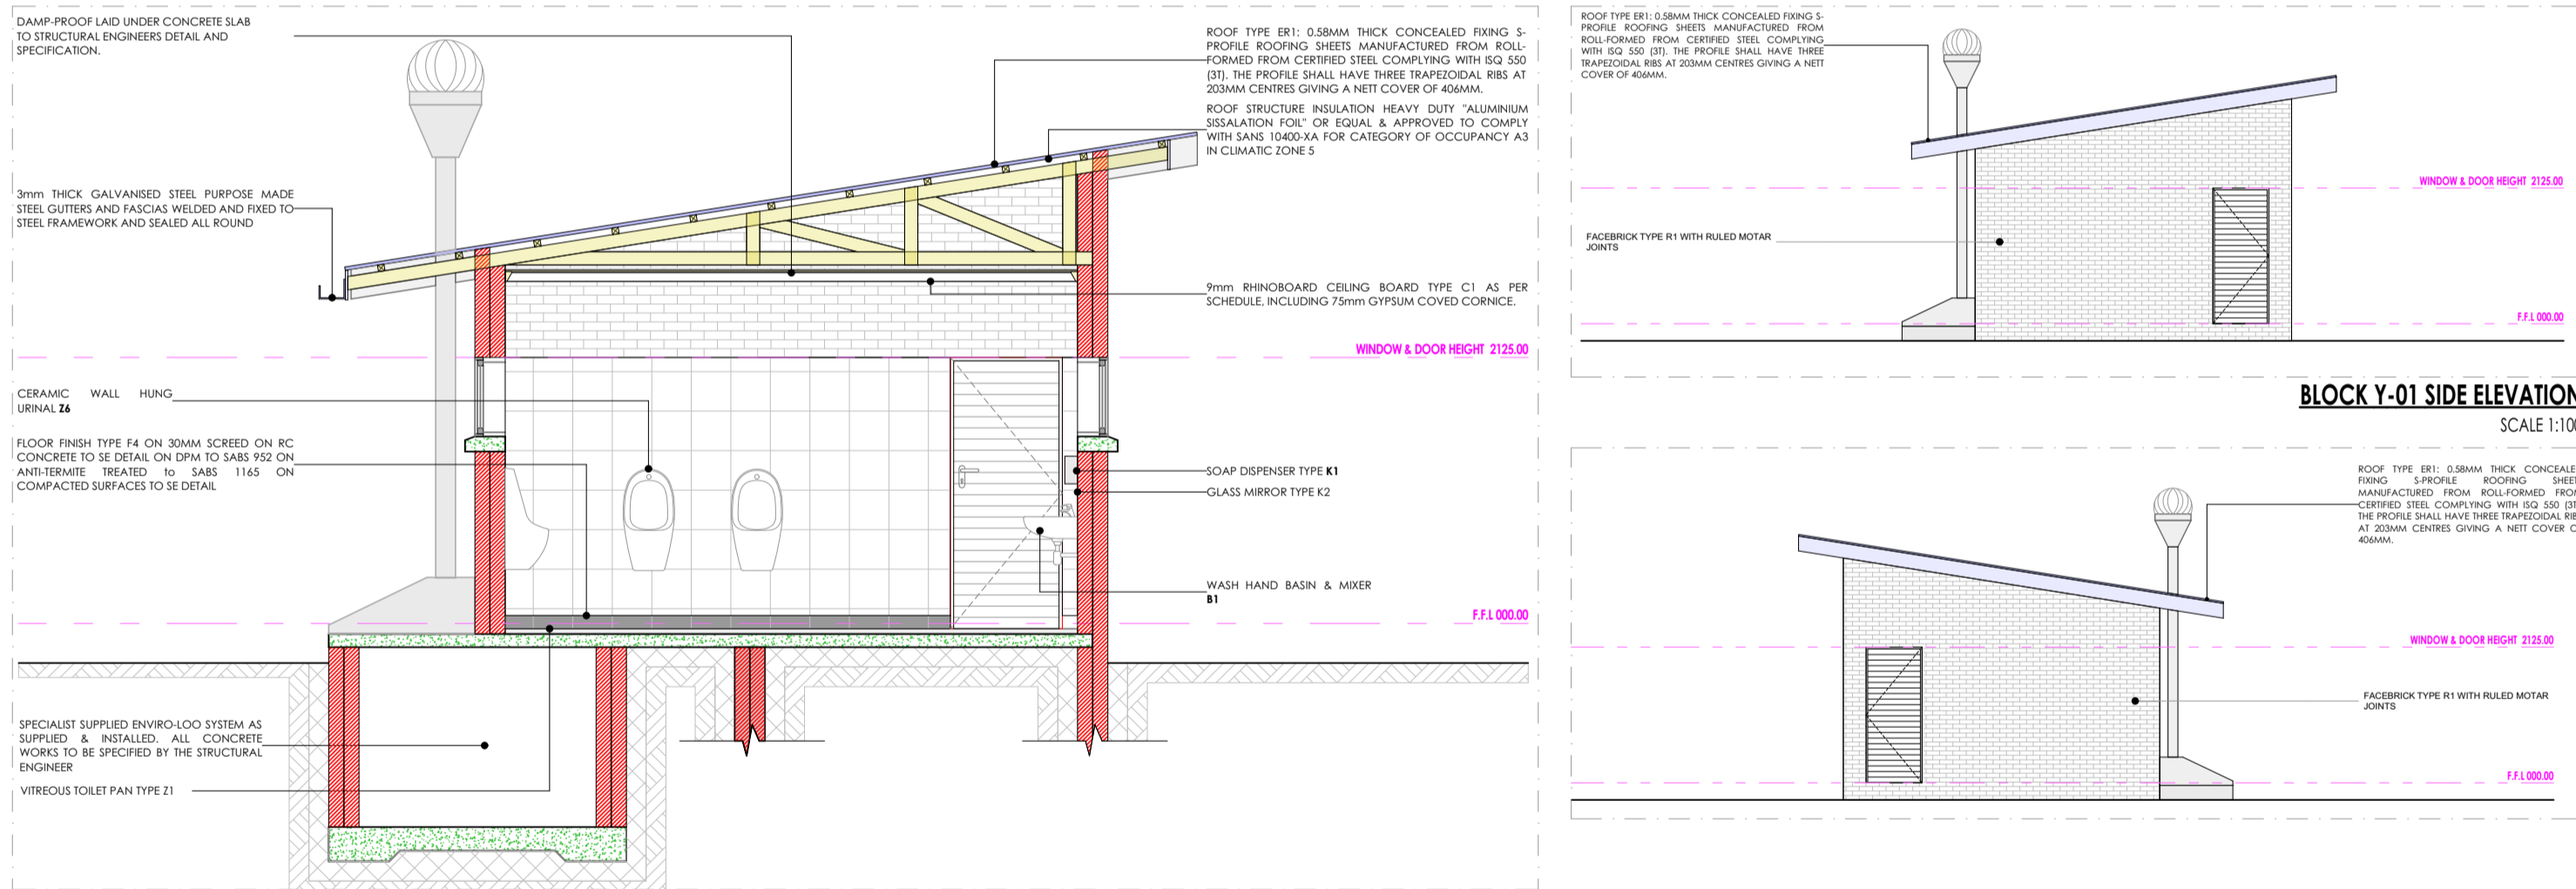 DAMP-PROOF LAID UNDER CONCRETE SLAB
TO STRUCTURAL ENGINEERS DETAIL AND
SPECIFICATION.
3mm THICK GALVANISED STEEL PURPOSE MADE
STEEL GUTTERS AND FASCIAS WELDED AND FIXED TO
STEEL FRAMEWORK AND SEALED ALL ROUND
CERAMIC WALL HUNG
URINAL Z6
FLOOR FINISH TYPE F4 ON 30MM SCREED ON RC
CONCRETE TO SE DETAIL ON DPM TO SABS 952 ON
ANTI-TERMITE TREATED to SABS 1165 ON
COMPACTED SURFACES TO SE DETAIL
SPECIALIST SUPPLIED ENVIRO-LOO SYSTEM AS
SUPPLIED & INSTALLED. ALL CONCRETE
WORKS TO BE SPECIFIED BY THE STRUCTURAL
ENGINEER
VITREOUS TOILET PAN TYPE Z1
ROOF TYPE ER1: 0.58MM THICK CONCEALED FIXING S-
PROFILE ROOFING SHEETS MANUFACTURED FROM ROLL-
FORMED FROM CERTIFIED STEEL COMPLYING WITH ISQ 550
(3T). THE PROFILE SHALL HAVE THREE TRAPEZOIDAL RIBS AT
203MM CENTRES GIVING A NETT COVER OF 406MM.
ROOF STRUCTURE INSULATION HEAVY DUTY "ALUMINIUM
SISSALATION FOIL" OR EQUAL & APPROVED TO COMPLY
WITH SANS 10400-XA FOR CATEGORY OF OCCUPANCY A3
IN CLIMATIC ZONE 5
9mm RHINOBOARD CEILING BOARD TYPE C1 AS PER
SCHEDULE, INCLUDING 75mm GYPSUM COVED CORNICE.
WINDOW & DOOR HEIGHT 2125.00
SOAP DISPENSER TYPE K1
GLASS MIRROR TYPE K2
WASH HAND BASIN & MIXER
B1
F.F.L 000.00
ROOF TYPE ER1: 0.58MM THICK CONCEALED FIXING S-
PROFILE ROOFING SHEETS MANUFACTURED FROM
ROLL-FORMED FROM CERTIFIED STEEL COMPLYING
WITH ISQ 550 (3T). THE PROFILE SHALL HAVE THREE
TRAPEZOIDAL RIBS AT 203MM CENTRES GIVING A NETT
COVER OF 406MM.
WINDOW & DOOR HEIGHT 2125.00
FACEBRICK TYPE R1 WITH RULED MOTAR
JOINTS
F.F.L 000.00
BLOCK Y-01 SIDE ELEVATION
SCALE 1:100
ROOF TYPE ER1: 0.58MM THICK CONCEALE
FIXING S-PROFILE ROOFING SHEET
MANUFACTURED FROM ROLL-FORMED FROM
CERTIFIED STEEL COMPLYING WITH ISQ 550 (3T
THE PROFILE SHALL HAVE THREE TRAPEZOIDAL RIB
AT 203MM CENTRES GIVING A NETT COVER O
406MM.
WINDOW & DOOR HEIGHT 2125.00
FACEBRICK TYPE R1 WITH RULED MOTAR
JOINTS
F.F.L 000.00